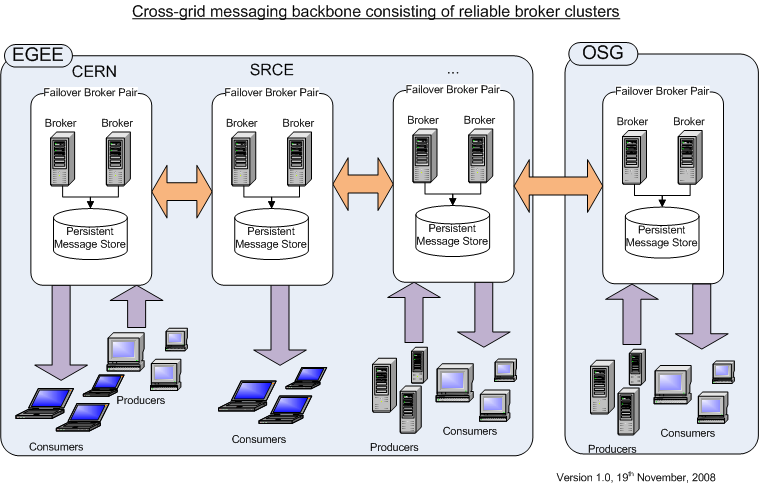 Cross-grid messaging backbone consisting of reliable broker clusters
EGEE
OSG
CERN
SRCE
...
Failover Broker Pair
Broker
Broker
Persistent
Message Store
Failover Broker Pair
Broker
Broker
Persistent
Message Store
Failover Broker Pair
Broker
Broker
Persistent
Message Store
Failover Broker Pair
Broker
Broker
Persistent
Message Store
Producers
Consumers
Consumers
Producers
Consumers
Producers
Consumers
Version 1.0, 19th November, 2008